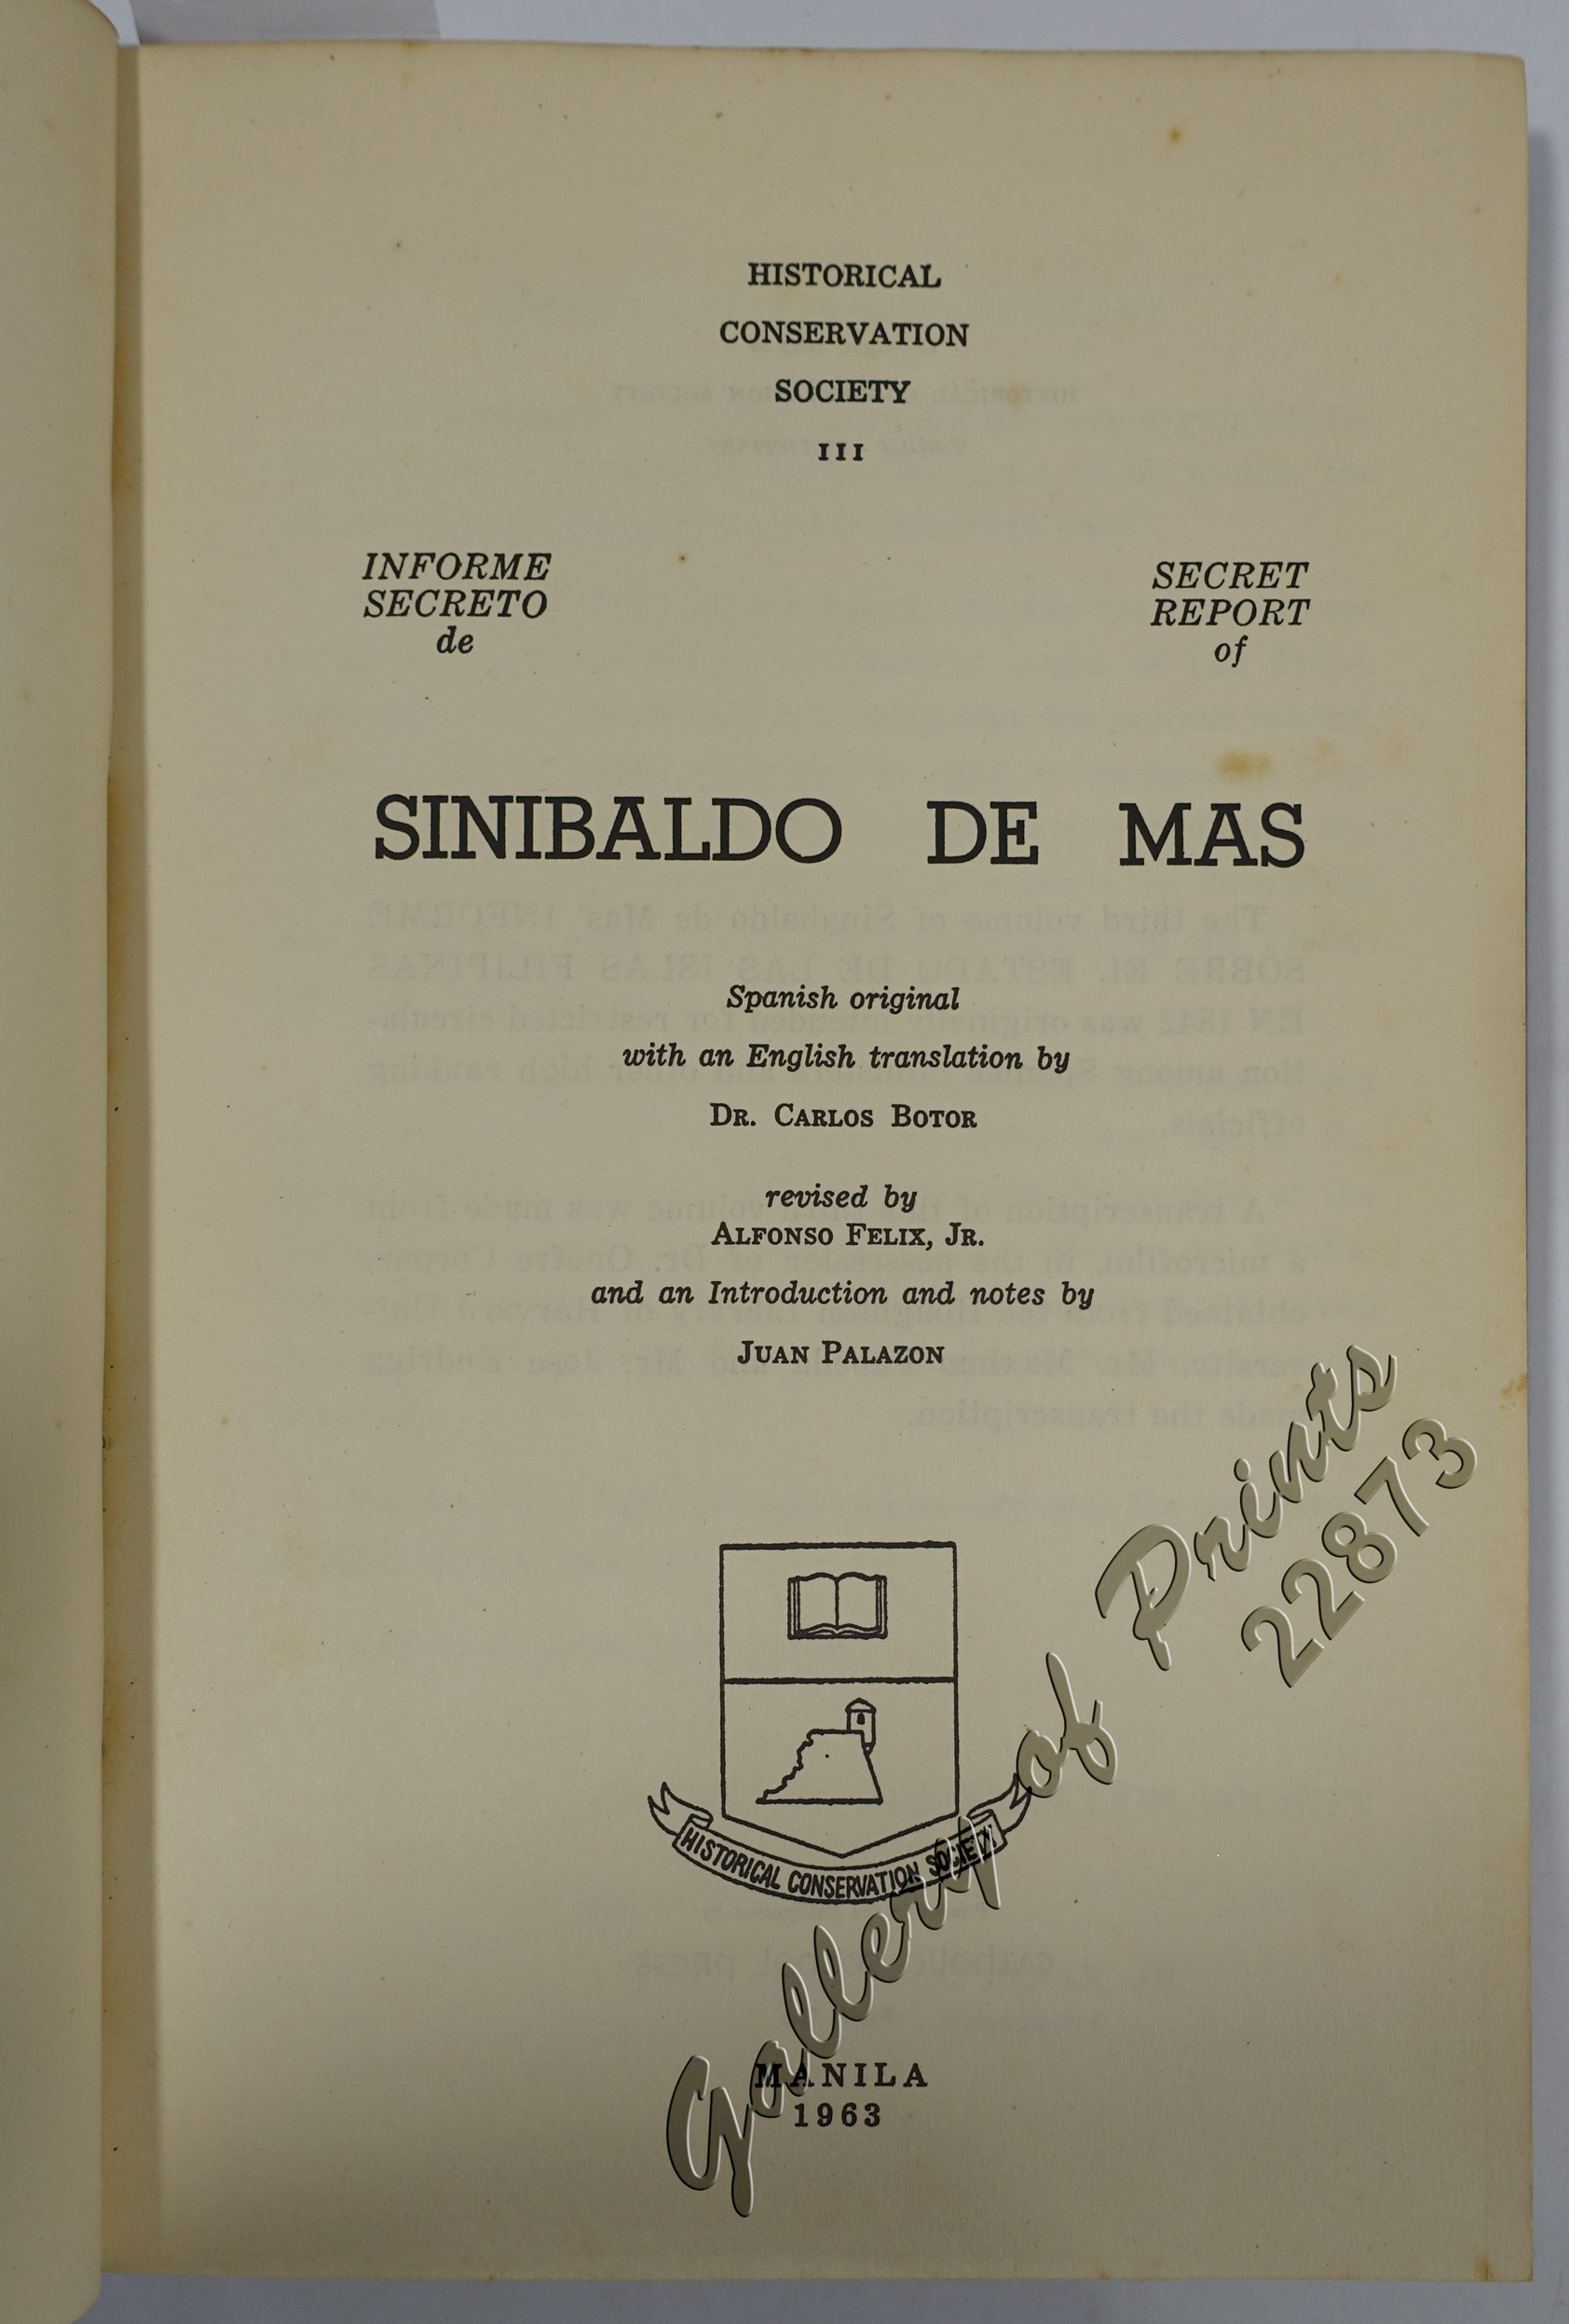 HISTORICAL
CONSERVATION
SOCIETY
III
INFORME
SECRETO
de
SECRET
REPORT
of
SINIBALDO DE MAS
Spanish original
with an English translation by
DR. CARLOS BOTOR
revised by
ALFONSO FELIX, JR.
and an Introduction and notes by
JUAN PALAZON
HISTORICAL CONSERVATION SOCIETY
MANILA
1963
Gallery of Prints
22873